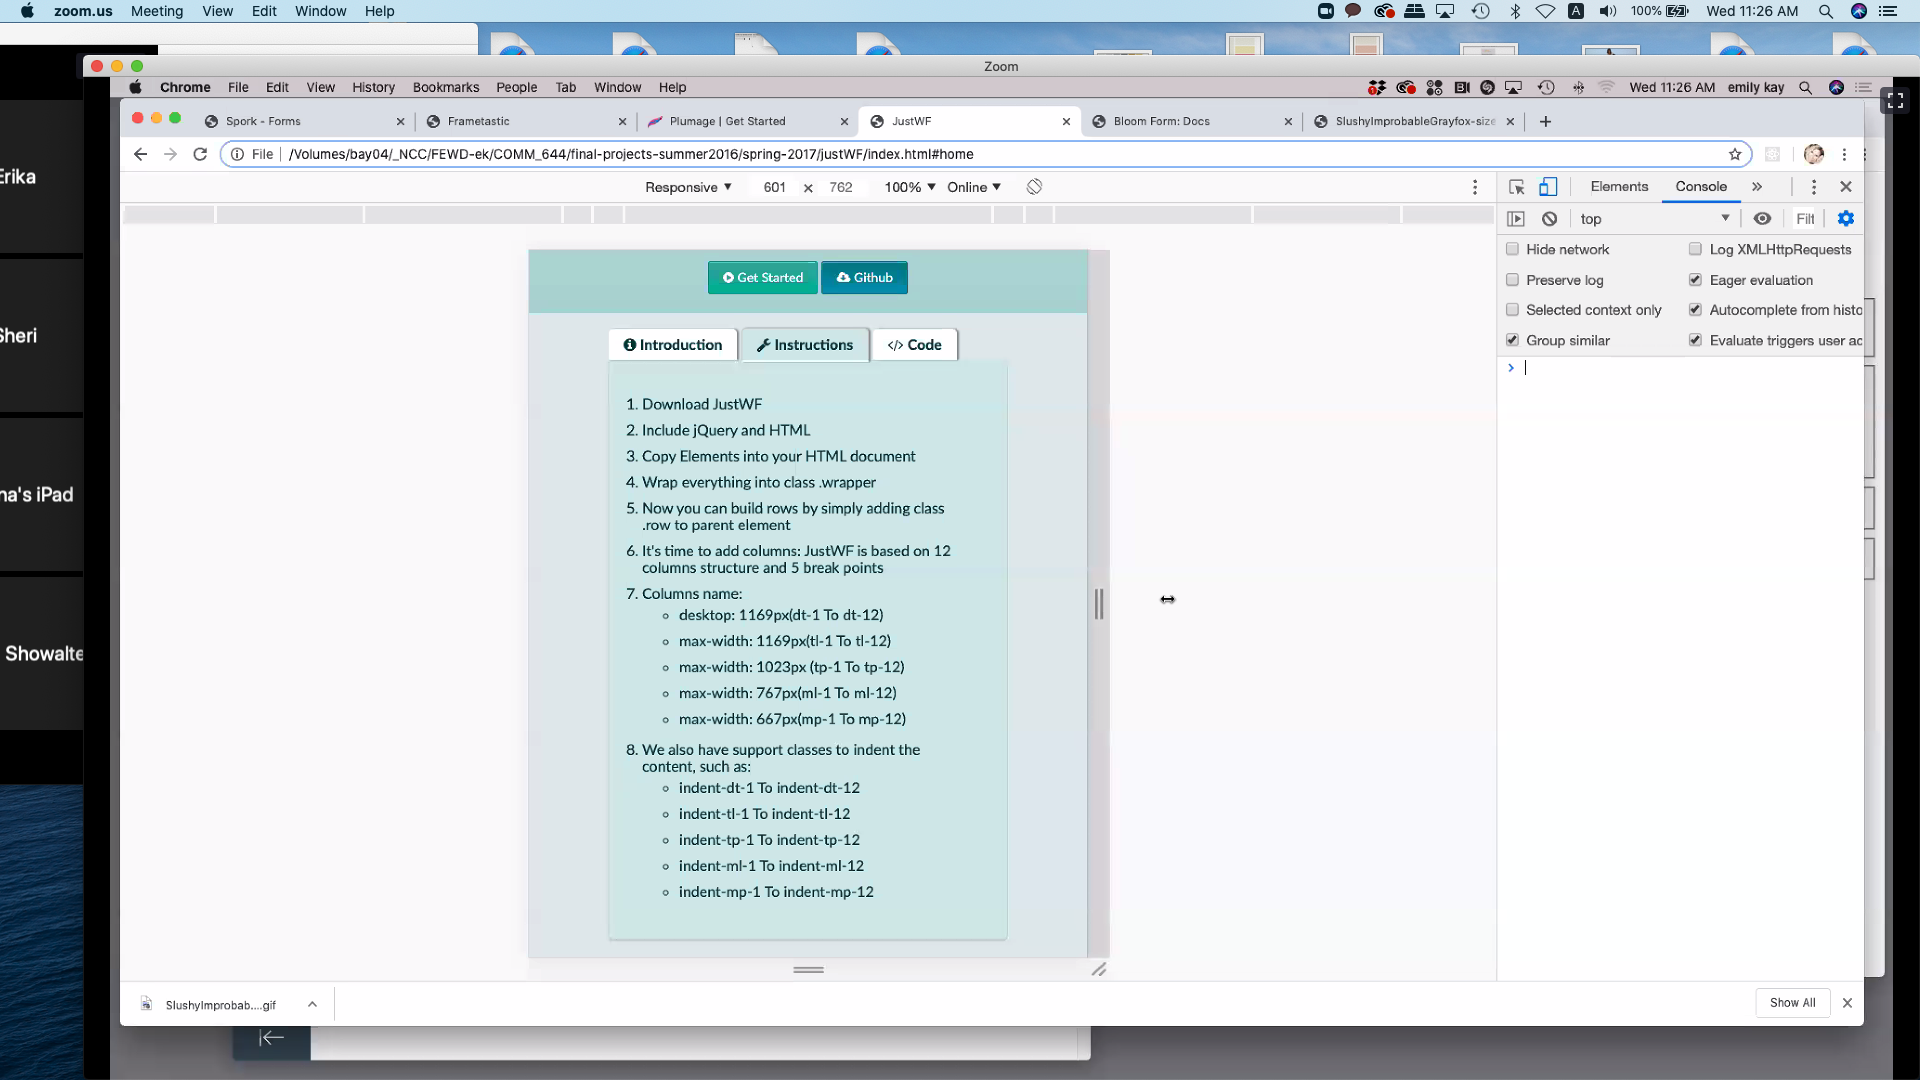 zoom.us Meeting View Edit Window Help
100% Wed 11:26 AM
Zoom
Chrome File Edit View History Bookmarks People Tab Window Help
Wed 11:26 AM emily kay
Spork - Forms
Frametastic
Plumage | Get Started
JustWF
Bloom Form: Docs
SlushyImprobableGrayfox-size
File /Volumes/bay04/_NCC/FEWD-ek/COMM_644/final-projects-summer2016/spring-2017/justWF/index.html#home
Responsive 601 x 762 100% Online
Elements Console
top Filt
Hide network Log XMLHttpRequests
Preserve log Eager evaluation
Selected context only Autocomplete from histo
Group similar Evaluate triggers user ac
Erika
Sheri
na's iPad
Showalte
Get Started Github
Introduction Instructions </> Code
1. Download JustWF
2. Include jQuery and HTML
3. Copy Elements into your HTML document
4. Wrap everything into class .wrapper
5. Now you can build rows by simply adding class
.row to parent element
6. It's time to add columns: JustWF is based on 12
columns structure and 5 break points
7. Columns name:
desktop: 1169px(dt-1 To dt-12)
max-width: 1169px(tl-1 To tl-12)
max-width: 1023px (tp-1 To tp-12)
max-width: 767px(ml-1 To ml-12)
max-width: 667px(mp-1 To mp-12)
8. We also have support classes to indent the
content, such as:
indent-dt-1 To indent-dt-12
indent-tl-1 To indent-tl-12
indent-tp-1 To indent-tp-12
indent-ml-1 To indent-ml-12
indent-mp-1 To indent-mp-12
SlushyImprobab....gif
Show All